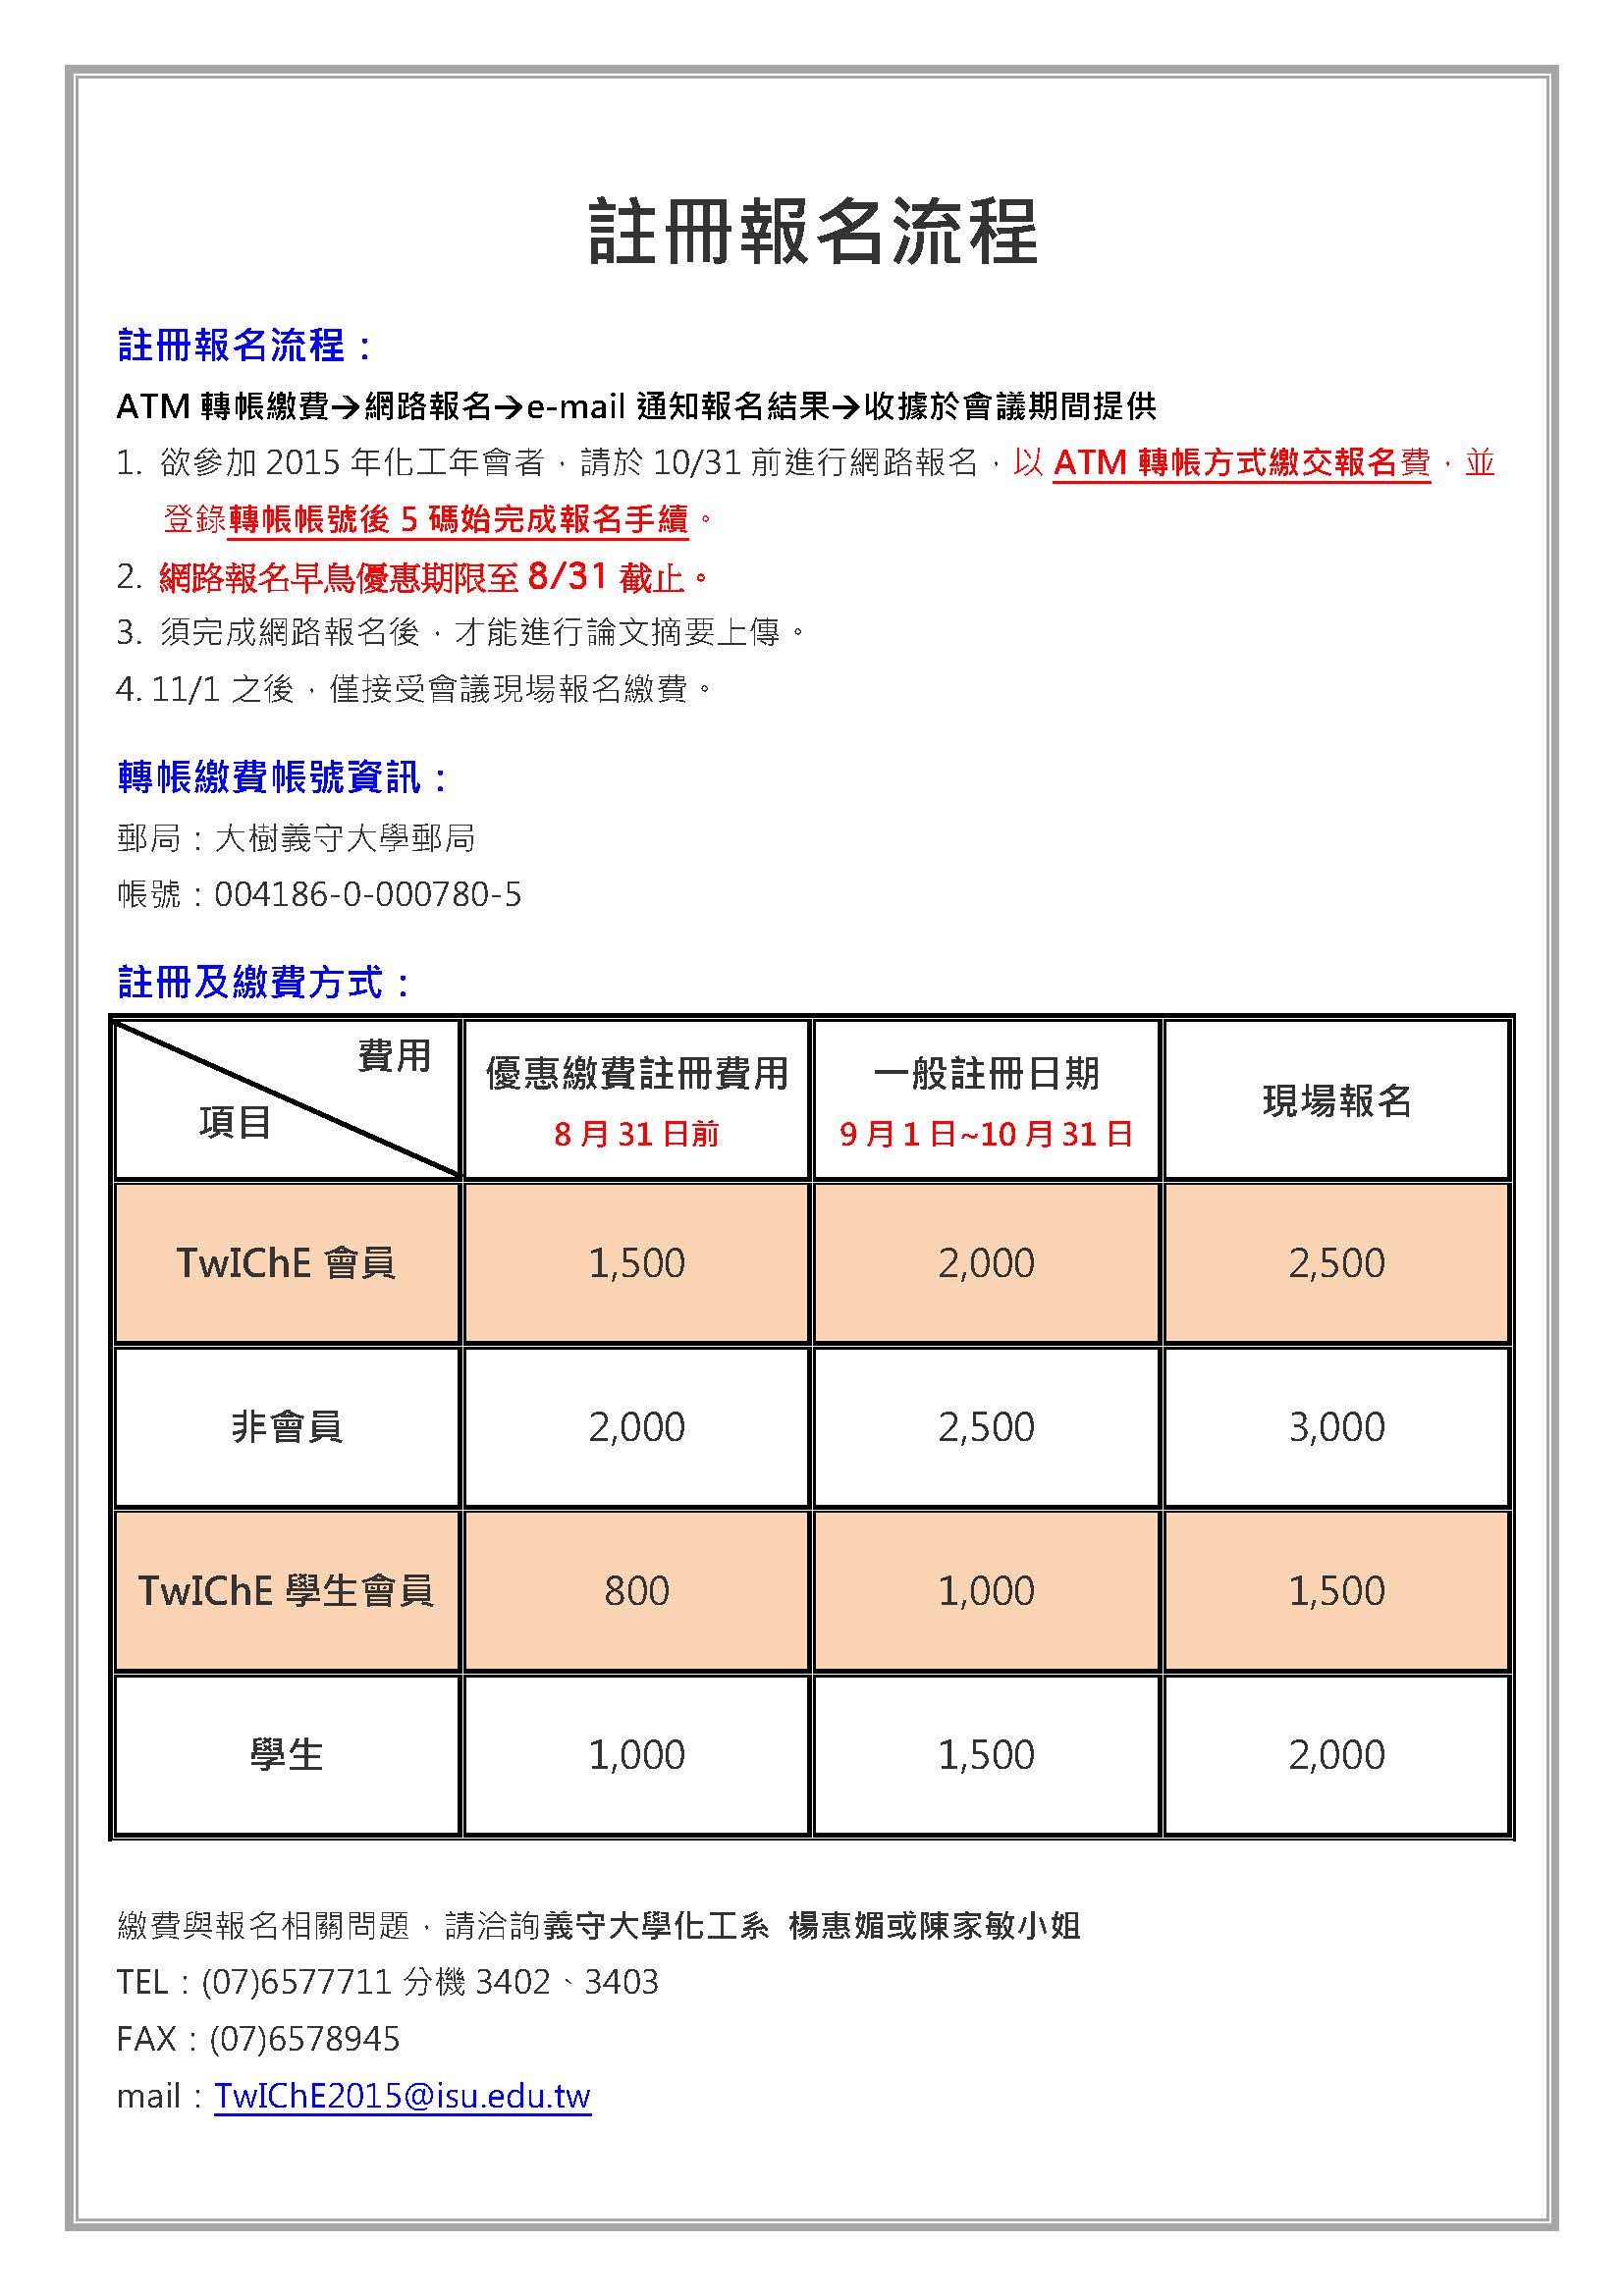 註冊報名流程
註冊報名流程：
ATM 轉帳繳費→網路報名→e-mail 通知報名結果→收據於會議期間提供
1. 欲參加 2015 年化工年會者，請於 10/31 前進行網路報名，以 ATM 轉帳方式繳交報名費，並
登錄轉帳帳號後 5 碼始完成報名手續。
2. 網路報名早鳥優惠期限至 8/31 截止。
3. 須完成網路報名後，才能進行論文摘要上傳。
4. 11/1 之後，僅接受會議現場報名繳費。
轉帳繳費帳號資訊：
郵局：大樹義守大學郵局
帳號：004186-0-000780-5
註冊及繳費方式：
費用
項目
優惠繳費註冊費用
8 月 31 日前
一般註冊日期
9 月 1 日~10 月 31 日
現場報名
TwIChE 會員 1,500 2,000 2,500
非會員 2,000 2,500 3,000
TwIChE 學生會員 800 1,000 1,500
學生 1,000 1,500 2,000
繳費與報名相關問題，請洽詢義守大學化工系 楊惠媚或陳家敏小姐
TEL：(07)6577711 分機 3402、3403
FAX：(07)6578945
mail：TwIChE2015@isu.edu.tw